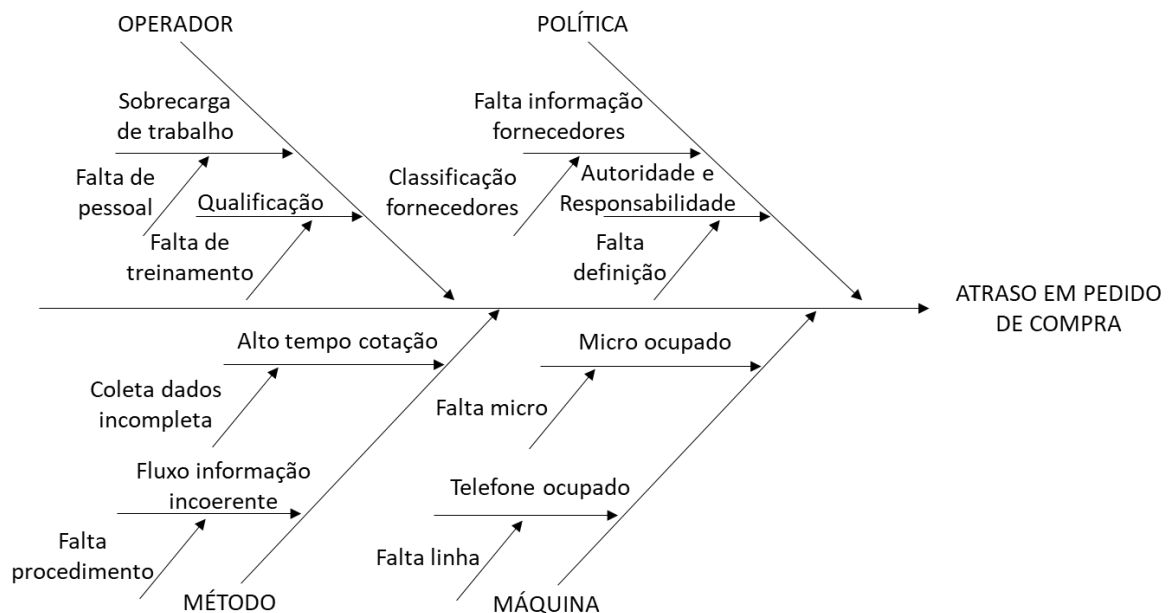 OPERADOR
POLÍTICA
Sobrecarga
de trabalho
Falta de
pessoal
Qualificação
Falta de
treinamento
Falta informação
fornecedores
Classificação
fornecedores
Autoridade e
Responsabilidade
Falta
definição
ATRASO EM PEDIDO
DE COMPRA
Alto tempo cotação
Coleta dados
incompleta
Fluxo informação
incoerente
Falta
procedimento
MÉTODO
Micro ocupado
Falta micro
Telefone ocupado
Falta linha
MÁQUINA